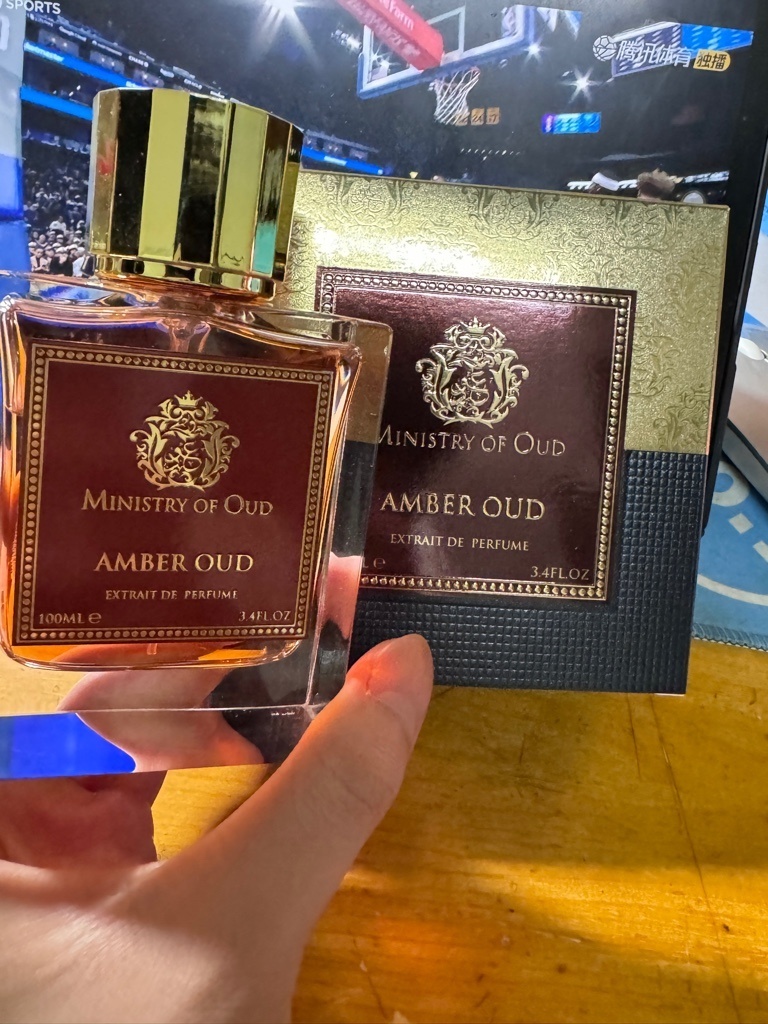 SPORTS
腾讯体育 独播
MINISTRY OF OUD
AMBER OUD
EXTRAIT DE PERFUME
100ML e
3.4FL.OZ
MINISTRY OF OUD
AMBER OUD
EXTRAIT DE PERFUME
3.4FL.OZ